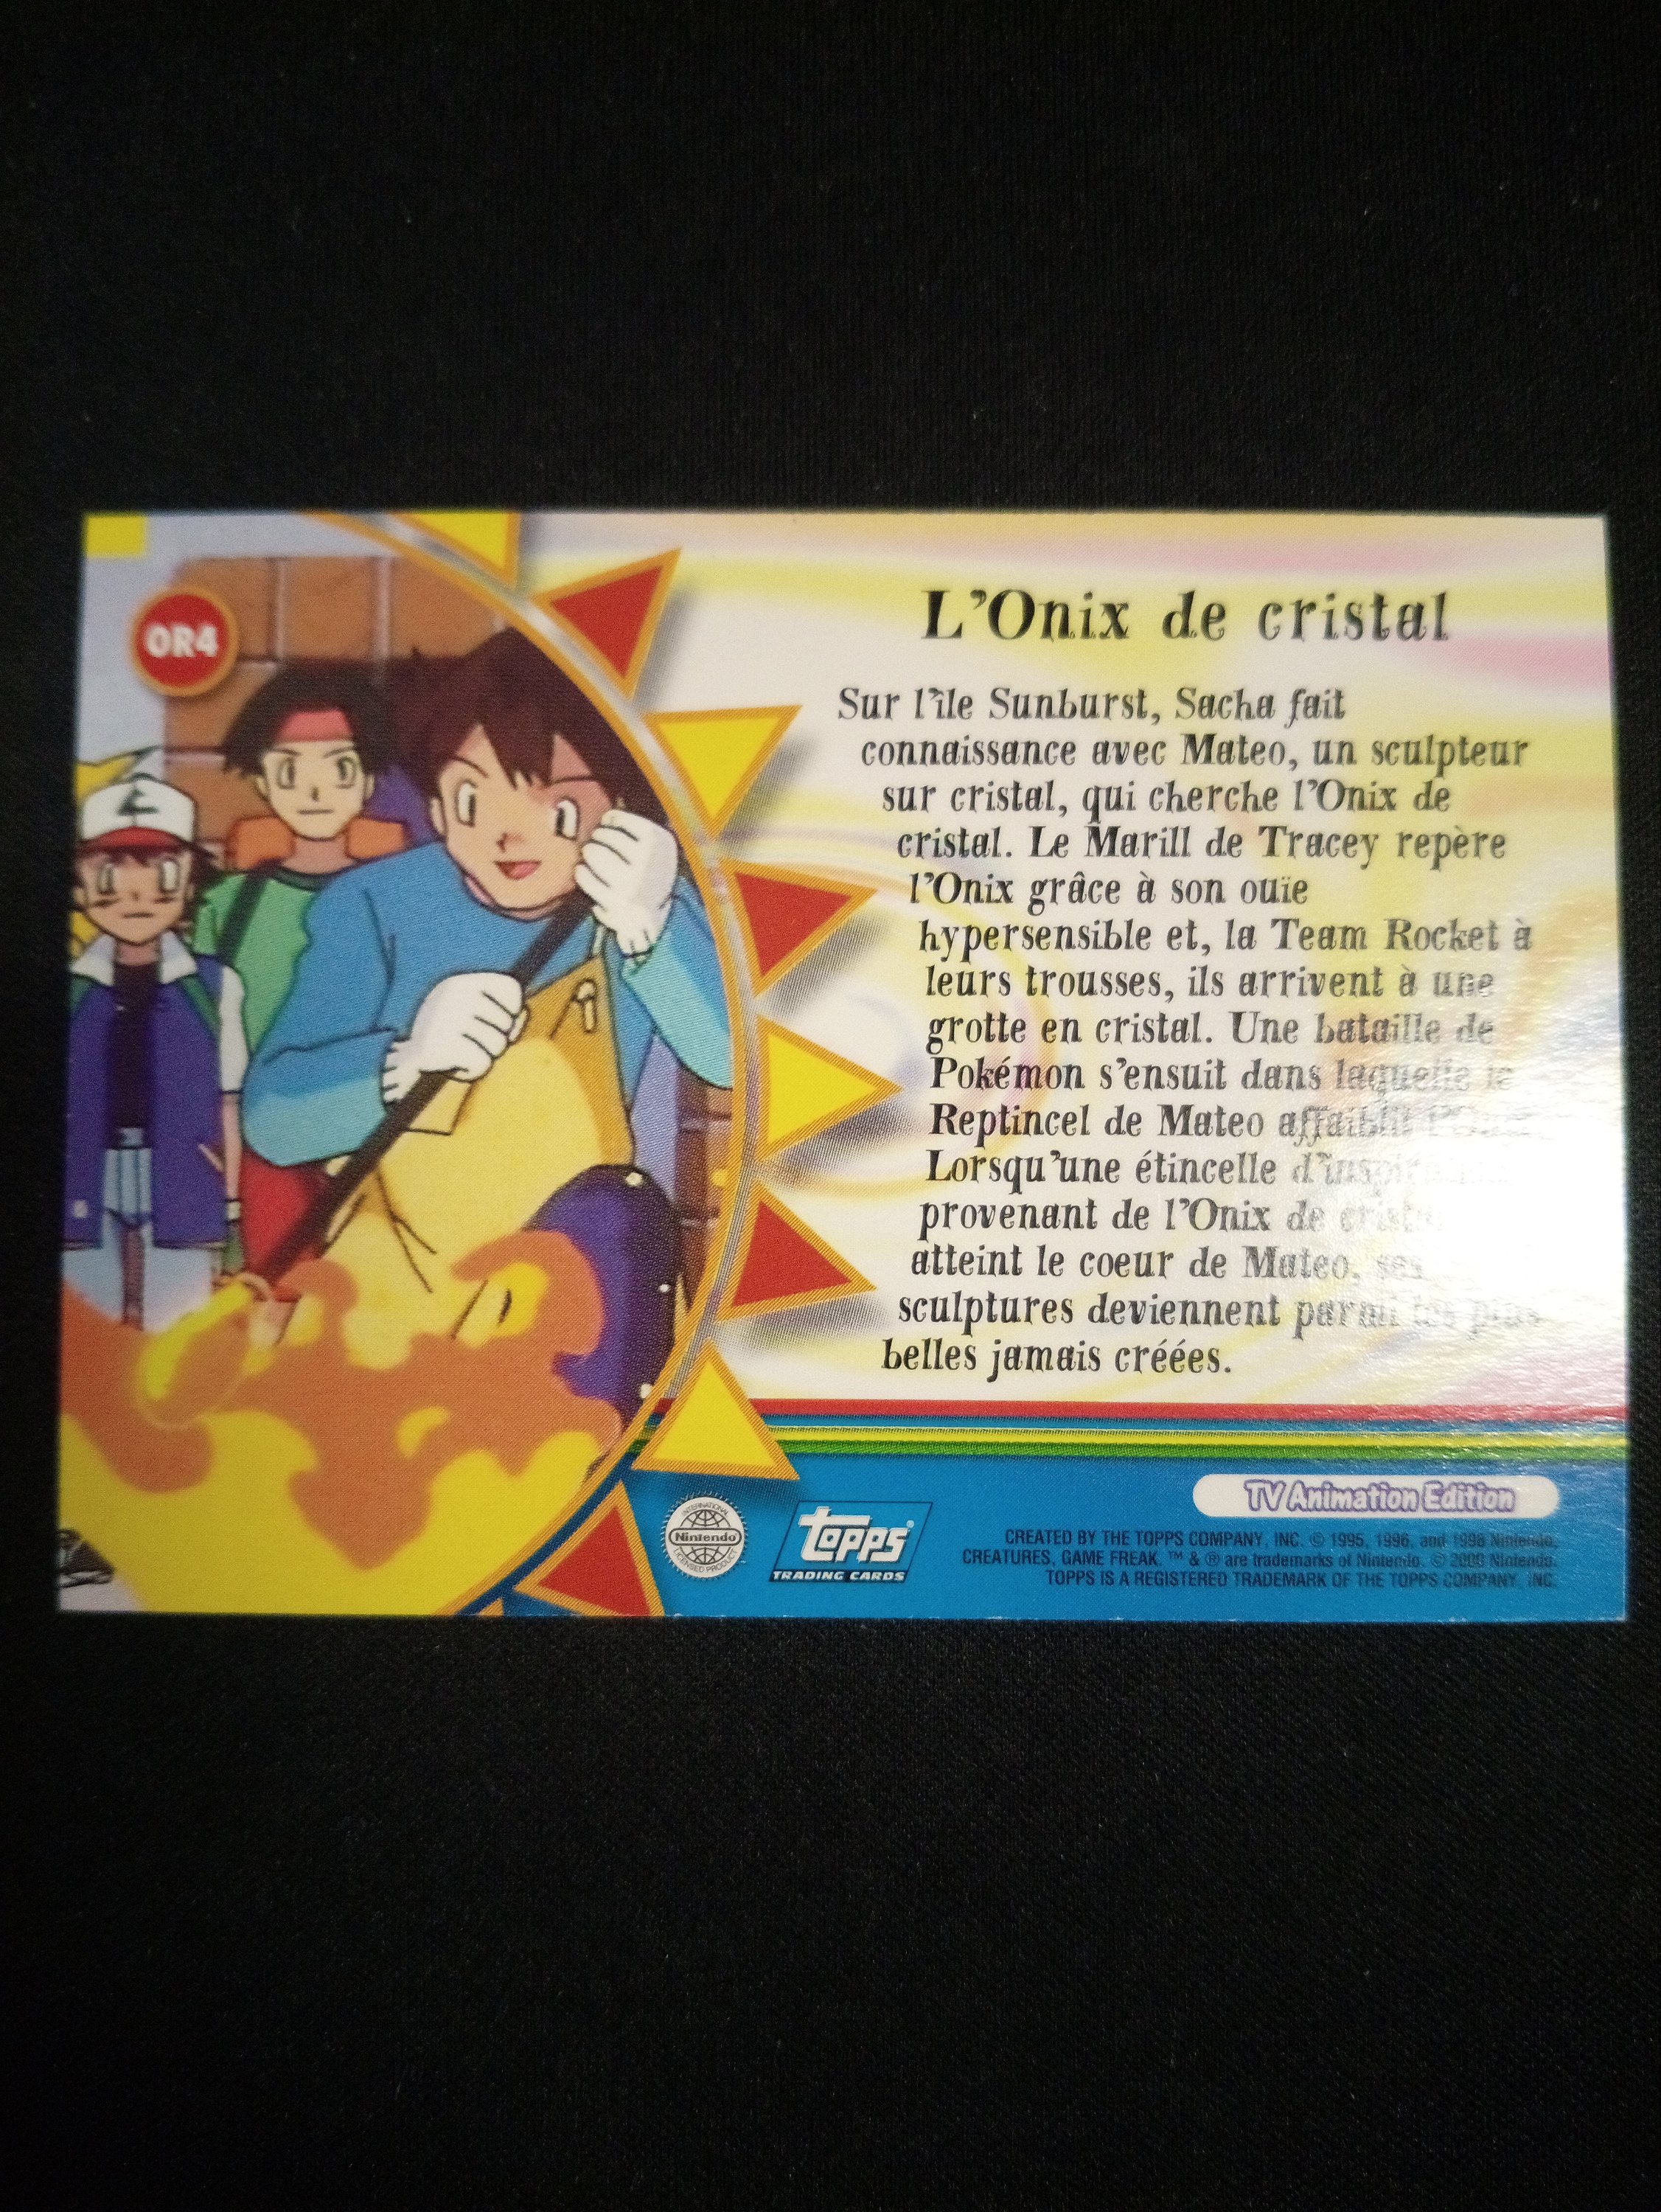 OR4
L'Onix de cristal
Sur l'île Sunburst, Sacha fait
connaissance avec Mateo, un sculpteur
sur cristal, qui cherche l'Onix de
cristal. Le Marill de Tracey repère
l'Onix grâce à son ouïe
hypersensible et, la Team Rocket à
leurs trousses, ils arrivent à une
grotte en cristal. Une bataille de
Pokémon s'ensuit dans laquelle le
Reptincel de Mateo affaiblit
Lorsqu'une étincelle
provenant de l'Onix de
atteint le coeur de Mateo, ses
sculptures deviennent parmi les plus
belles jamais créées.
TV Animation Edition
INTERNATIONAL
Nintendo
LICENSED PRODUCT
topps
TRADING CARDS
CREATED BY THE TOPPS COMPANY, INC. © 1995, 1996, and 1998 Nintendo,
CREATURES, GAME FREAK. ™ & ® are trademarks of Nintendo. © 2000 Nintendo.
TOPPS IS A REGISTERED TRADEMARK OF THE TOPPS COMPANY, INC.